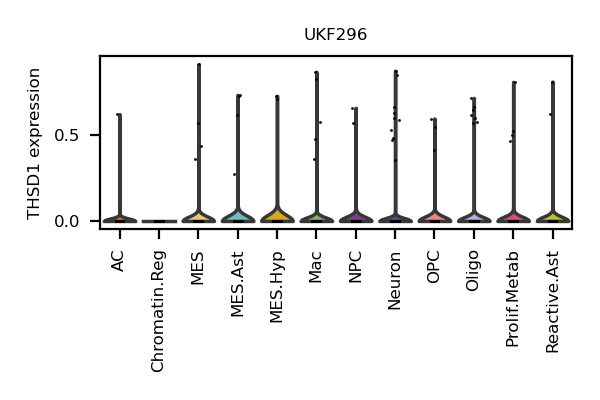 UKF296
THSD1 expression
0.5
0.0
AC
Chromatin.Reg
MES
MES.Ast
MES.Hyp
Mac
NPC
Neuron
OPC
Oligo
Prolif.Metab
Reactive.Ast